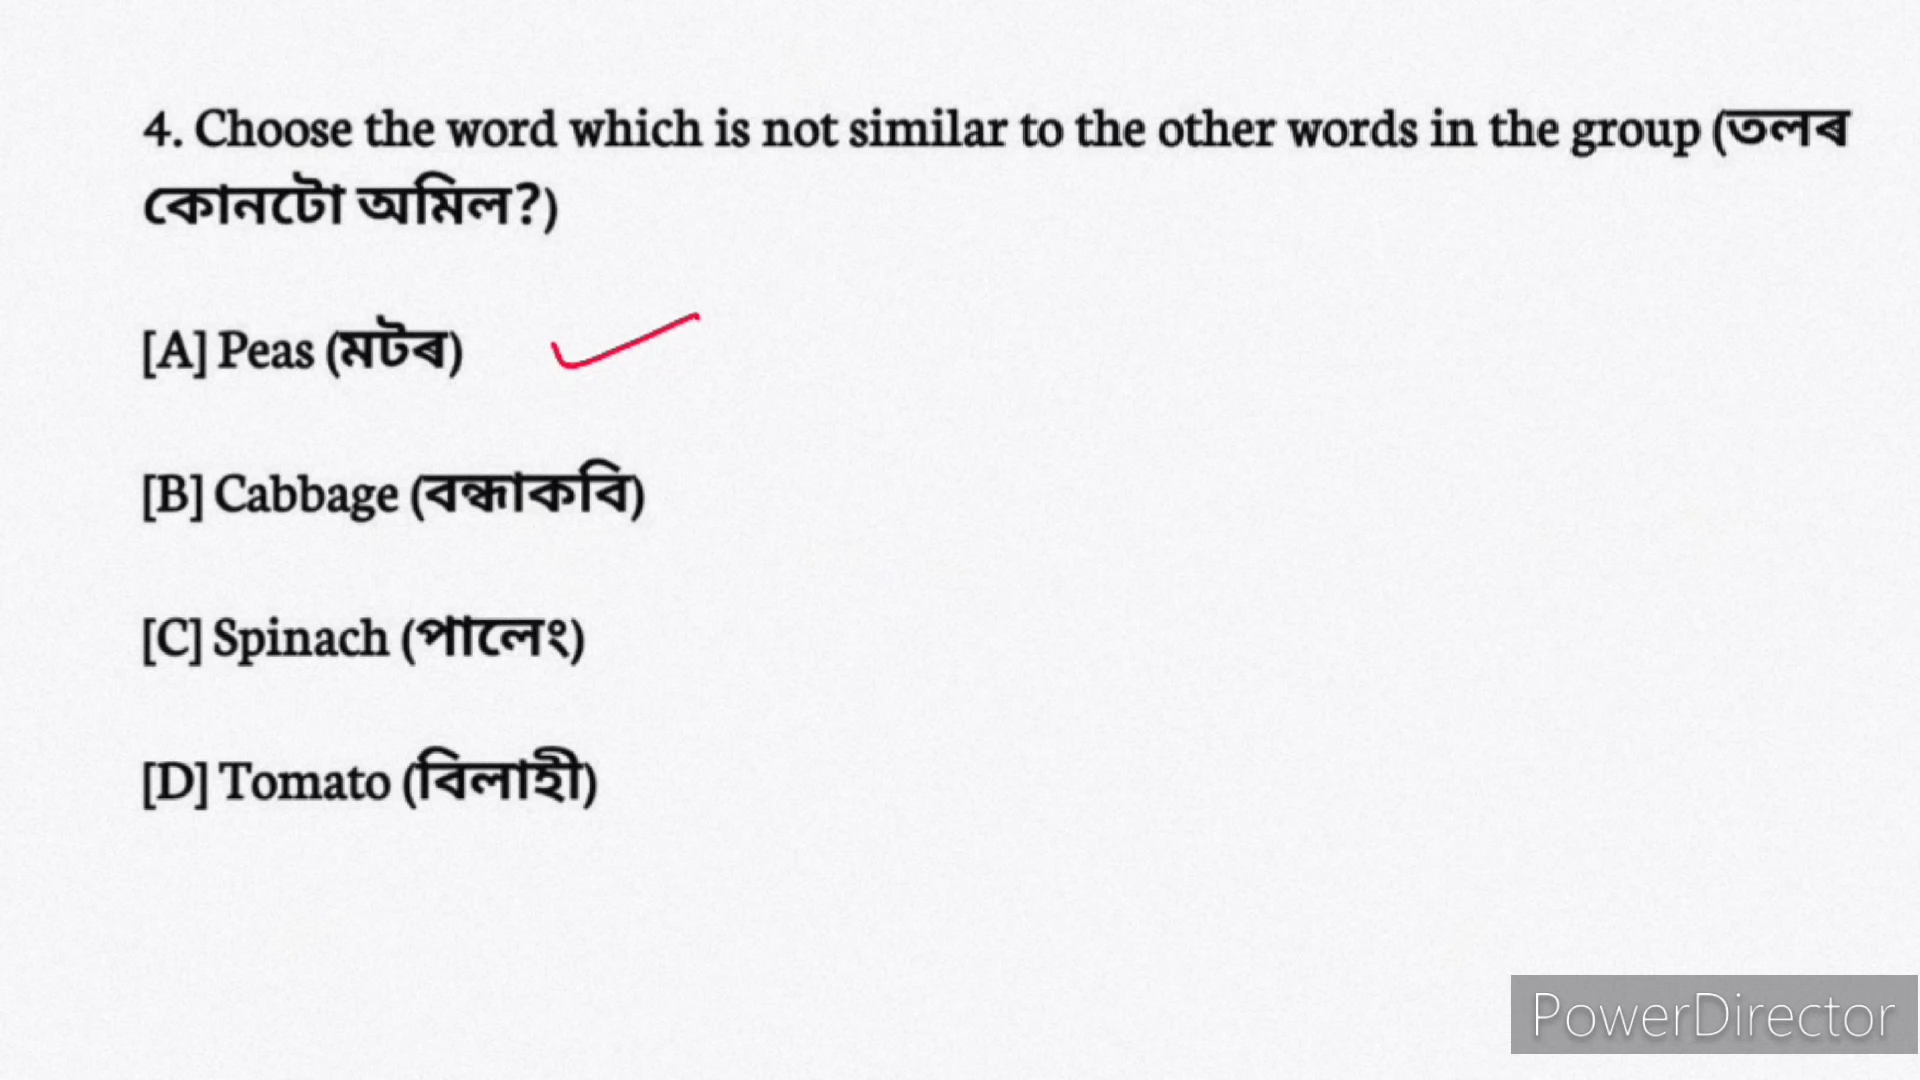 4. Choose the word which is not similar to the other words in the group (তলৰ
কোনটো অমিল?)
[A] Peas (মটৰ)
[B] Cabbage (বন্ধাকবি)
[C] Spinach (পালেং)
[D] Tomato (বিলাহী)
PowerDirector